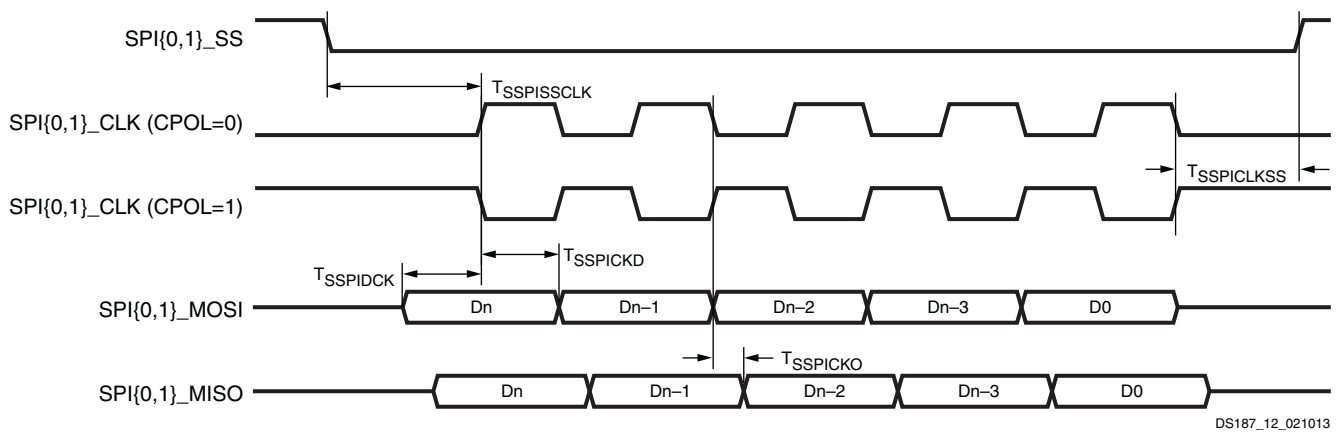 SPI{0,1}_SS
TSSPISSCLK
SPI{0,1}_CLK (CPOL=0)
TSSPICLKSS
SPI{0,1}_CLK (CPOL=1)
TSSPICKD
TSSPIDCK
SPI{0,1}_MOSI Dn Dn–1 Dn–2 Dn–3 D0
TSSPICKO
SPI{0,1}_MISO Dn Dn–1 Dn–2 Dn–3 D0
DS187_12_021013